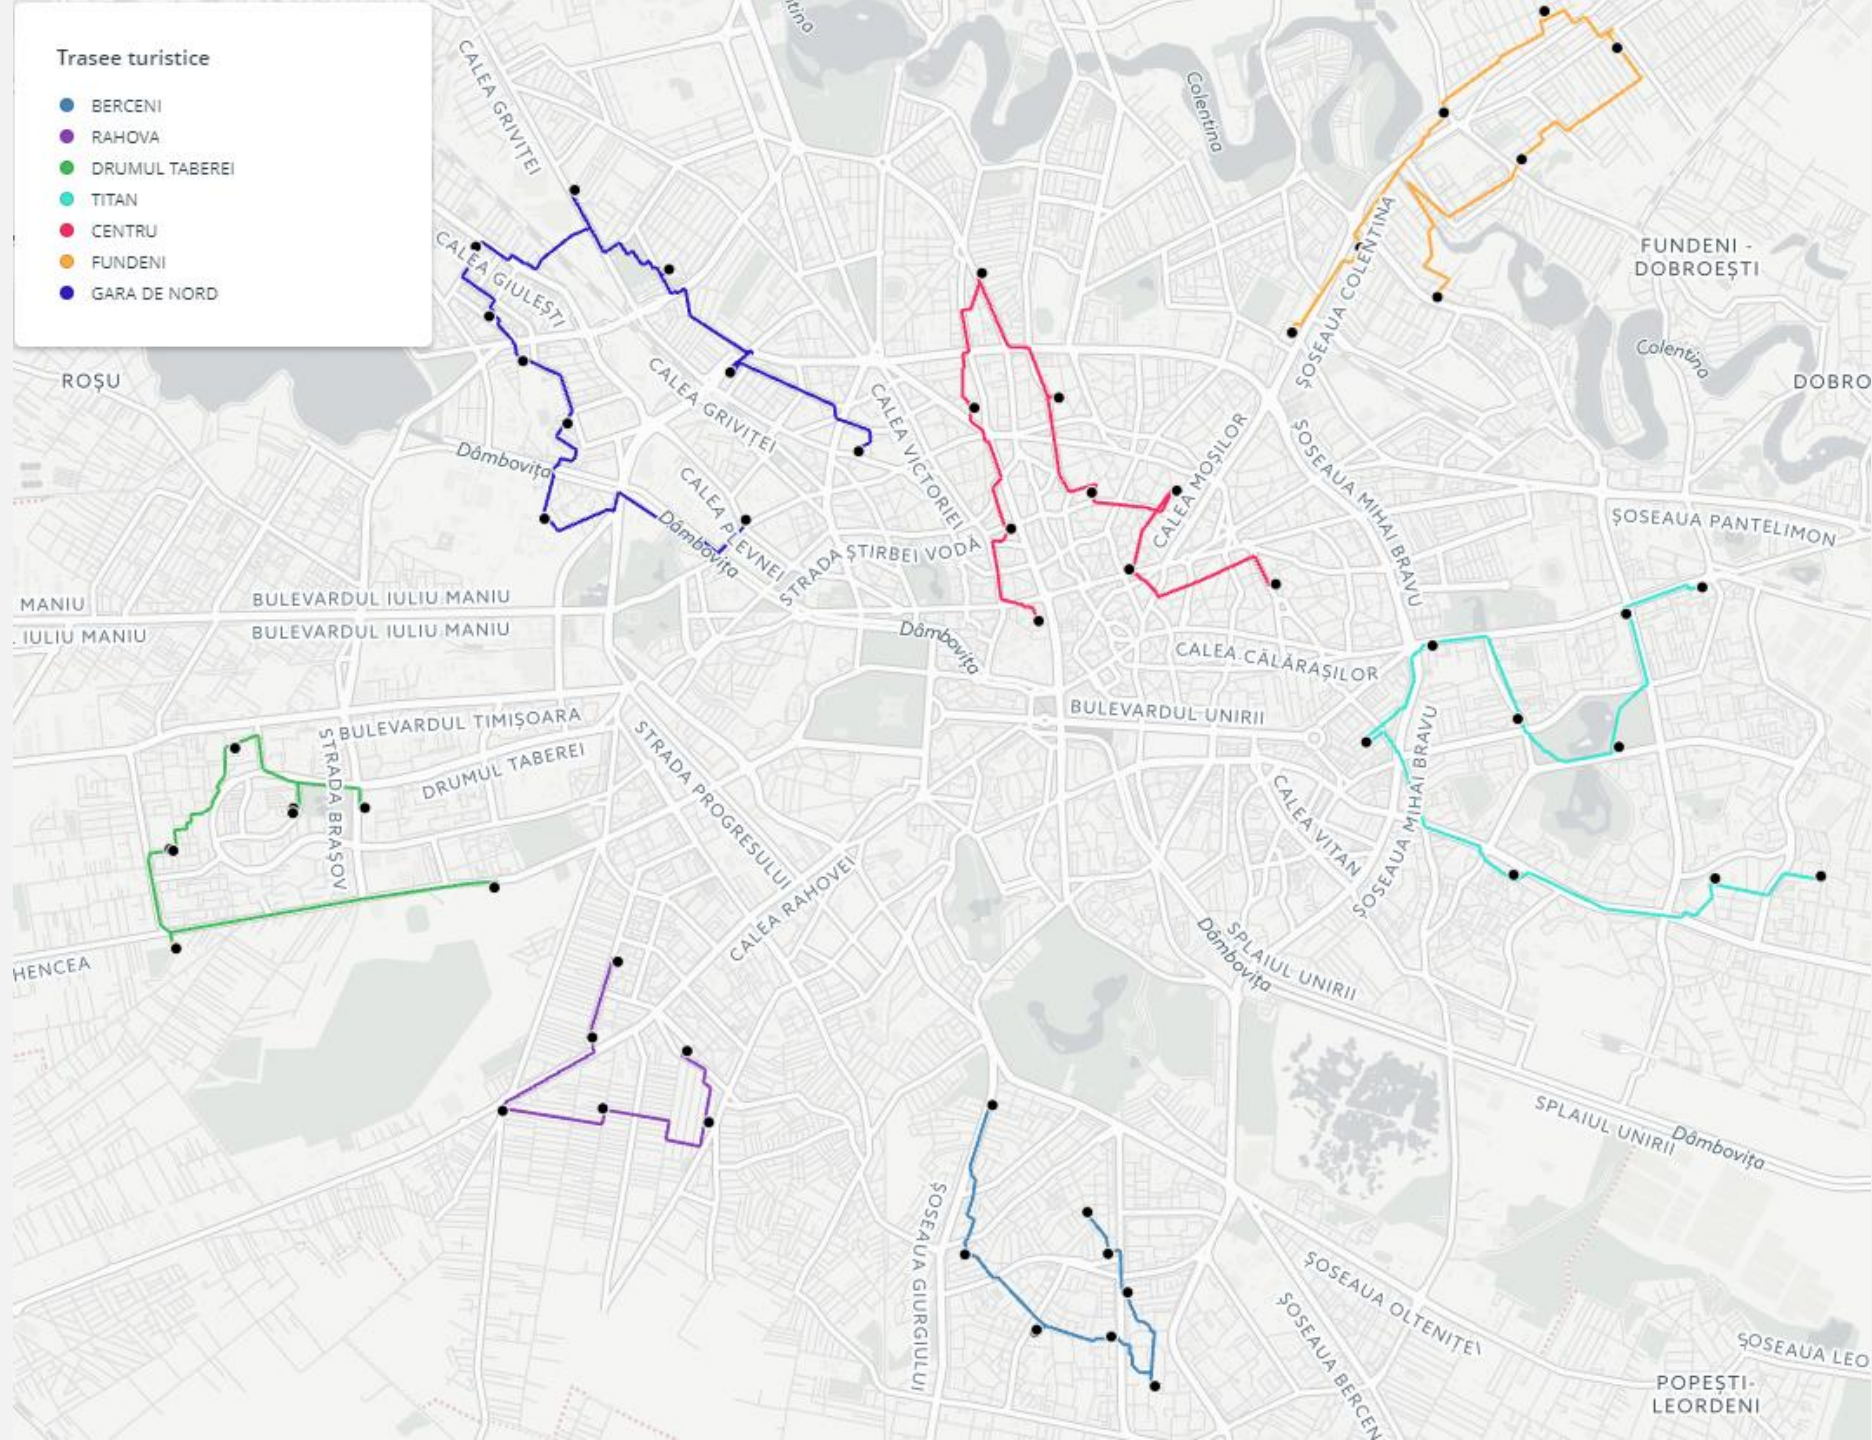 Trasee turistice
BERCENI
RAHOVA
DRUMUL TABEREI
TITAN
CENTRU
FUNDENI
GARA DE NORD
CALEA GRIVIȚEI
Colentina
CALEA GIULEȘTI
ȘOSEAUA COLENTINA
FUNDENI -
DOBROEȘTI
ROȘU
CALEA GRIVIȚEI
CALEA VICTORIEI
Colentina
DOBRO
CALEA MOȘILOR
ȘOSEAUA MIHAI BRAVU
Dâmbovița
CALEA PLEVNEI
Dâmbovița
STRADA ȘTIRBEI VODĂ
ȘOSEAUA PANTELIMON
MANIU
BULEVARDUL IULIU MANIU
IULIU MANIU
BULEVARDUL IULIU MANIU
Dâmbovița
CALEA CĂLĂRAȘILOR
BULEVARDUL TIMIȘOARA
BULEVARDUL UNIRII
STRADA BRAȘOV
DRUMUL TABEREI
STRADA PROGRESULUI
CALEA VITAN
ȘOSEAUA MIHAI BRAVU
CALEA RAHOVEI
HENCEA
SPLAIUL UNIRII
Dâmbovița
SPLAIUL UNIRII
Dâmbovița
ȘOSEAUA GIURGIULUI
ȘOSEAUA OLTENIȚEI
ȘOSEAUA BERCEN
ȘOSEAUA LEO
POPEȘTI-
LEORDENI